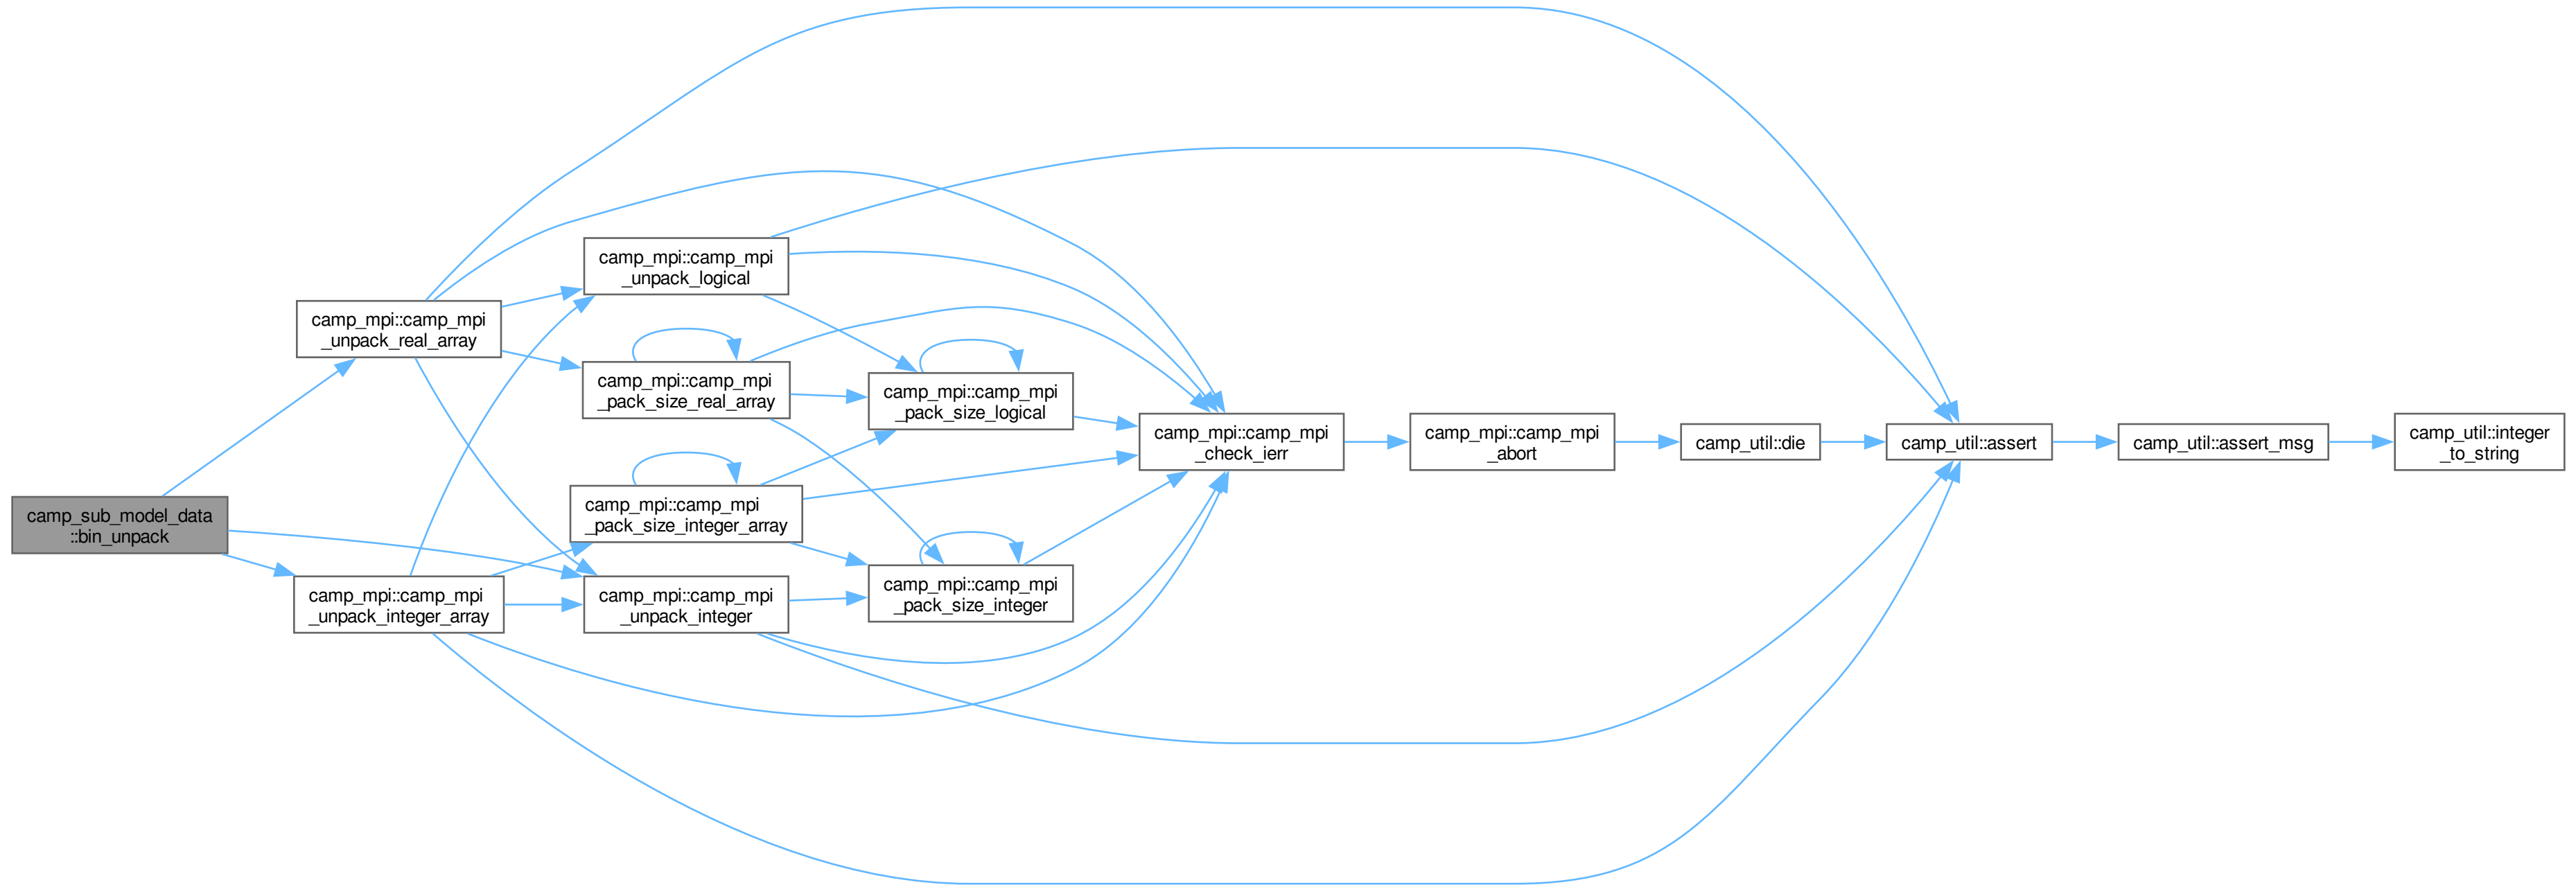 camp_sub_model_data
::bin_unpack
camp_mpi::camp_mpi
_unpack_real_array
camp_mpi::camp_mpi
_unpack_integer_array
camp_mpi::camp_mpi
_unpack_logical
camp_mpi::camp_mpi
_pack_size_real_array
camp_mpi::camp_mpi
_pack_size_integer_array
camp_mpi::camp_mpi
_unpack_integer
camp_mpi::camp_mpi
_pack_size_logical
camp_mpi::camp_mpi
_pack_size_integer
camp_mpi::camp_mpi
_check_ierr
camp_mpi::camp_mpi
_abort
camp_util::die
camp_util::assert
camp_util::assert_msg
camp_util::integer
_to_string